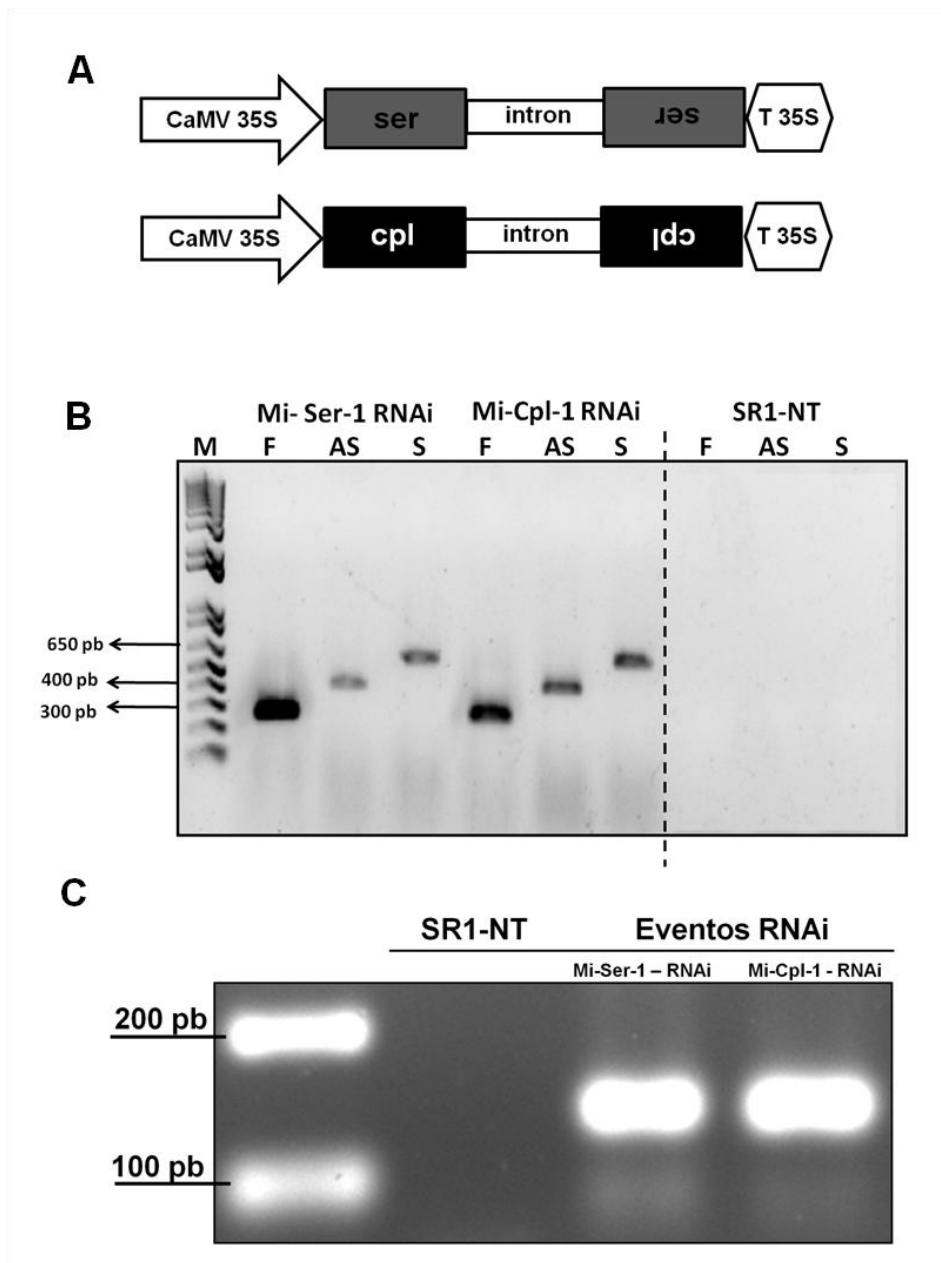 A
CaMV 35S ser intron ser T 35S
CaMV 35S cpl intron cpl T 35S
B
Mi- Ser-1 RNAi Mi-Cpl-1 RNAi SR1-NT
M F AS S F AS S F AS S
650 pb
400 pb
300 pb
C
SR1-NT Eventos RNAi
Mi-Ser-1 – RNAi Mi-Cpl-1 - RNAi
200 pb
100 pb